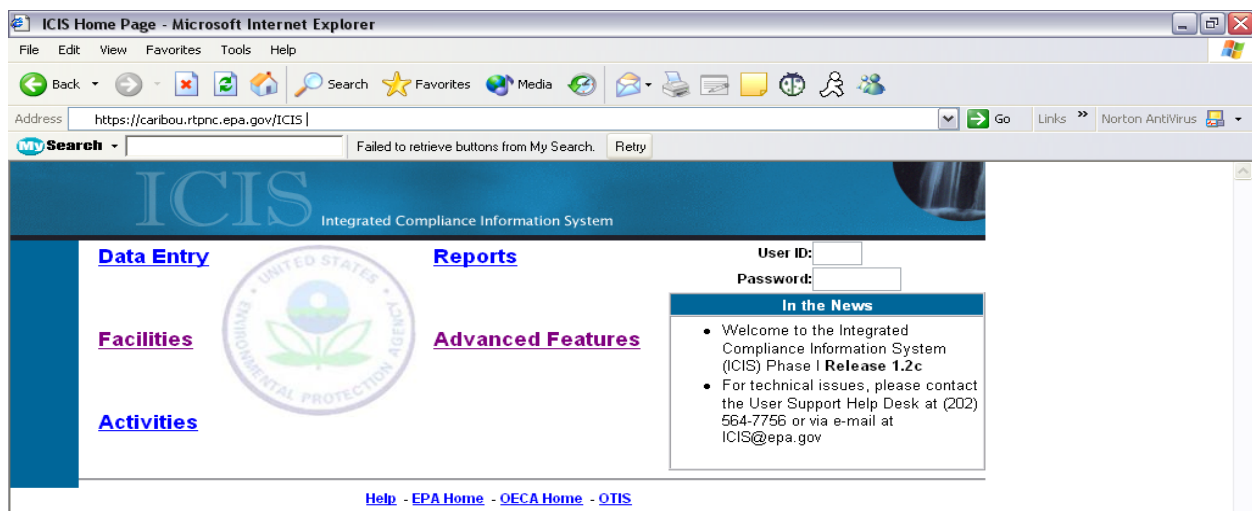 ICIS Home Page - Microsoft Internet Explorer
File Edit View Favorites Tools Help
Back Search Favorites Media
Address https://caribou.rtpnc.epa.gov/ICIS Go Links » Norton AntiVirus
My Search Failed to retrieve buttons from My Search. Retry
ICIS Integrated Compliance Information System
Data Entry
Reports
User ID:
Password:
UNITED STATES ENVIRONMENTAL PROTECTION AGENCY
Facilities
Advanced Features
Activities
In the News
• Welcome to the Integrated
Compliance Information System
(ICIS) Phase I Release 1.2c
• For technical issues, please contact
the User Support Help Desk at (202)
564-7756 or via e-mail at
ICIS@epa.gov
Help - EPA Home - OECA Home - OTIS